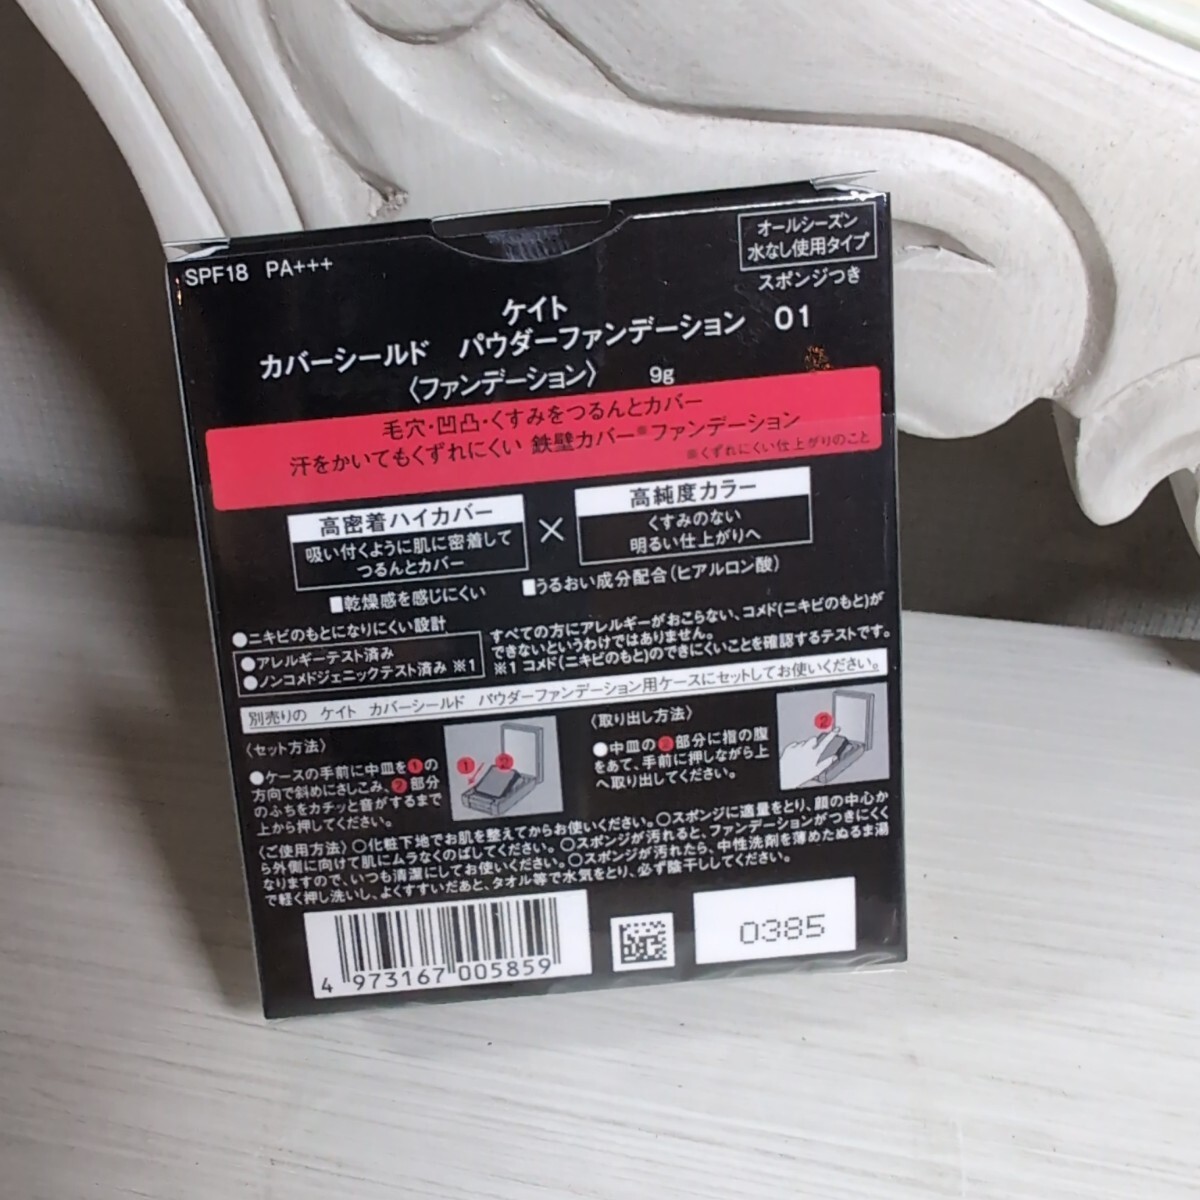 SPF18 PA+++
オールシーズン
水なし使用タイプ
スポンジつき
ケイト
カバーシールド パウダーファンデーション 01
〈ファンデーション〉 9g
毛穴・凹凸・くすみをつるんとカバー
汗をかいてもくずれにくい 鉄壁カバー※ファンデーション
※くずれにくい仕上がりのこと
高密着ハイカバー
吸い付くように肌に密着して
つるんとカバー
×
高純度カラー
くすみのない
明るい仕上がりへ
■乾燥感を感じにくい
■うるおい成分配合(ヒアルロン酸)
●ニキビのもとになりにくい設計
●アレルギーテスト済み
●ノンコメドジェニックテスト済み ※1
すべての方にアレルギーがおこらない、コメド(ニキビのもと)が
できないというわけではありません。
※1 コメド(ニキビのもと)のできにくいことを確認するテストです。
別売りの ケイト カバーシールド パウダーファンデーション用ケースにセットしてお使いください。
〈セット方法〉
●ケースの手前に中皿を❶の
方向で斜めにさしこみ、❷部分
のふちをカチッと音がするまで
上から押してください。
❶ ❷
〈取り出し方法〉
●中皿の❷部分に指の腹
をあて、手前に押しながら上
へ取り出してください。
❷
〈ご使用方法〉○化粧下地でお肌を整えてからお使いください。○スポンジに適量をとり、顔の中心か
ら外側に向けて肌にムラなくのばしてください。○スポンジが汚れると、ファンデーションがつきにくく
なりますので、いつも清潔にしてお使いください。○スポンジが汚れたら、中性洗剤を薄めたぬるま湯
で軽く押し洗いし、よくすすいだあと、タオル等で水気をとり、必ず陰干ししてください。
4 973167 005859
0385